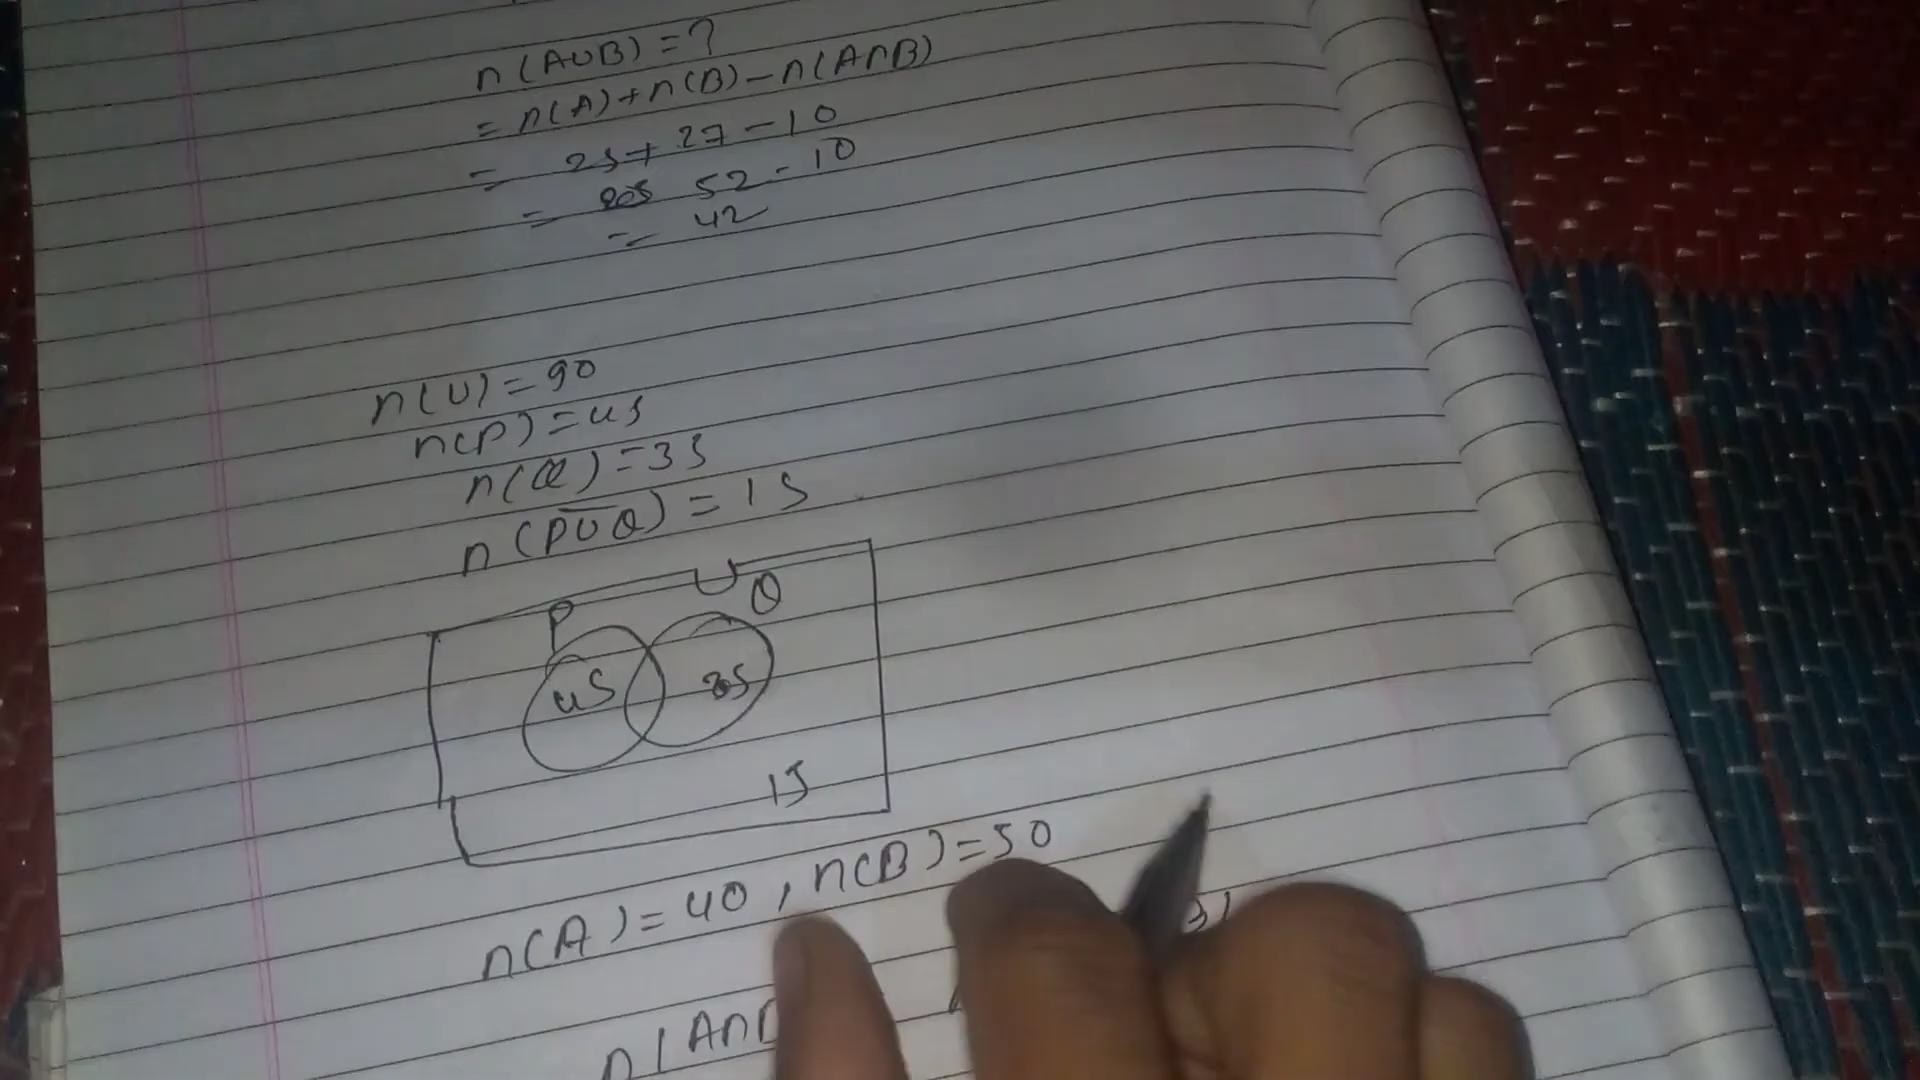 n(A∪B) = ?
= n(A) + n(B) - n(A∩B)
= 25 + 27 - 10
= 52 - 10
= 42
n(U) = 90
n(P) = 45
n(Q) = 35
n(P̅∪̅Q̅) = 15
U
P Q
45 35
15
n(A) = 40, n(B) = 50